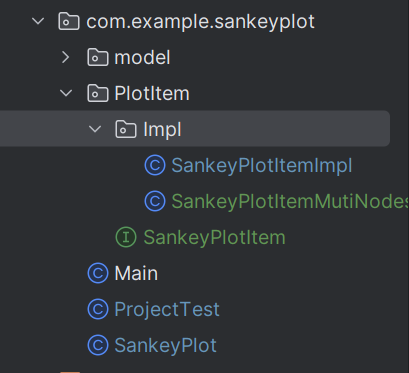 com.example.sankeyplot
model
PlotItem
Impl
C SankeyPlotItemImpl
C SankeyPlotItemMutiNodes
I SankeyPlotItem
C Main
C ProjectTest
C SankeyPlot